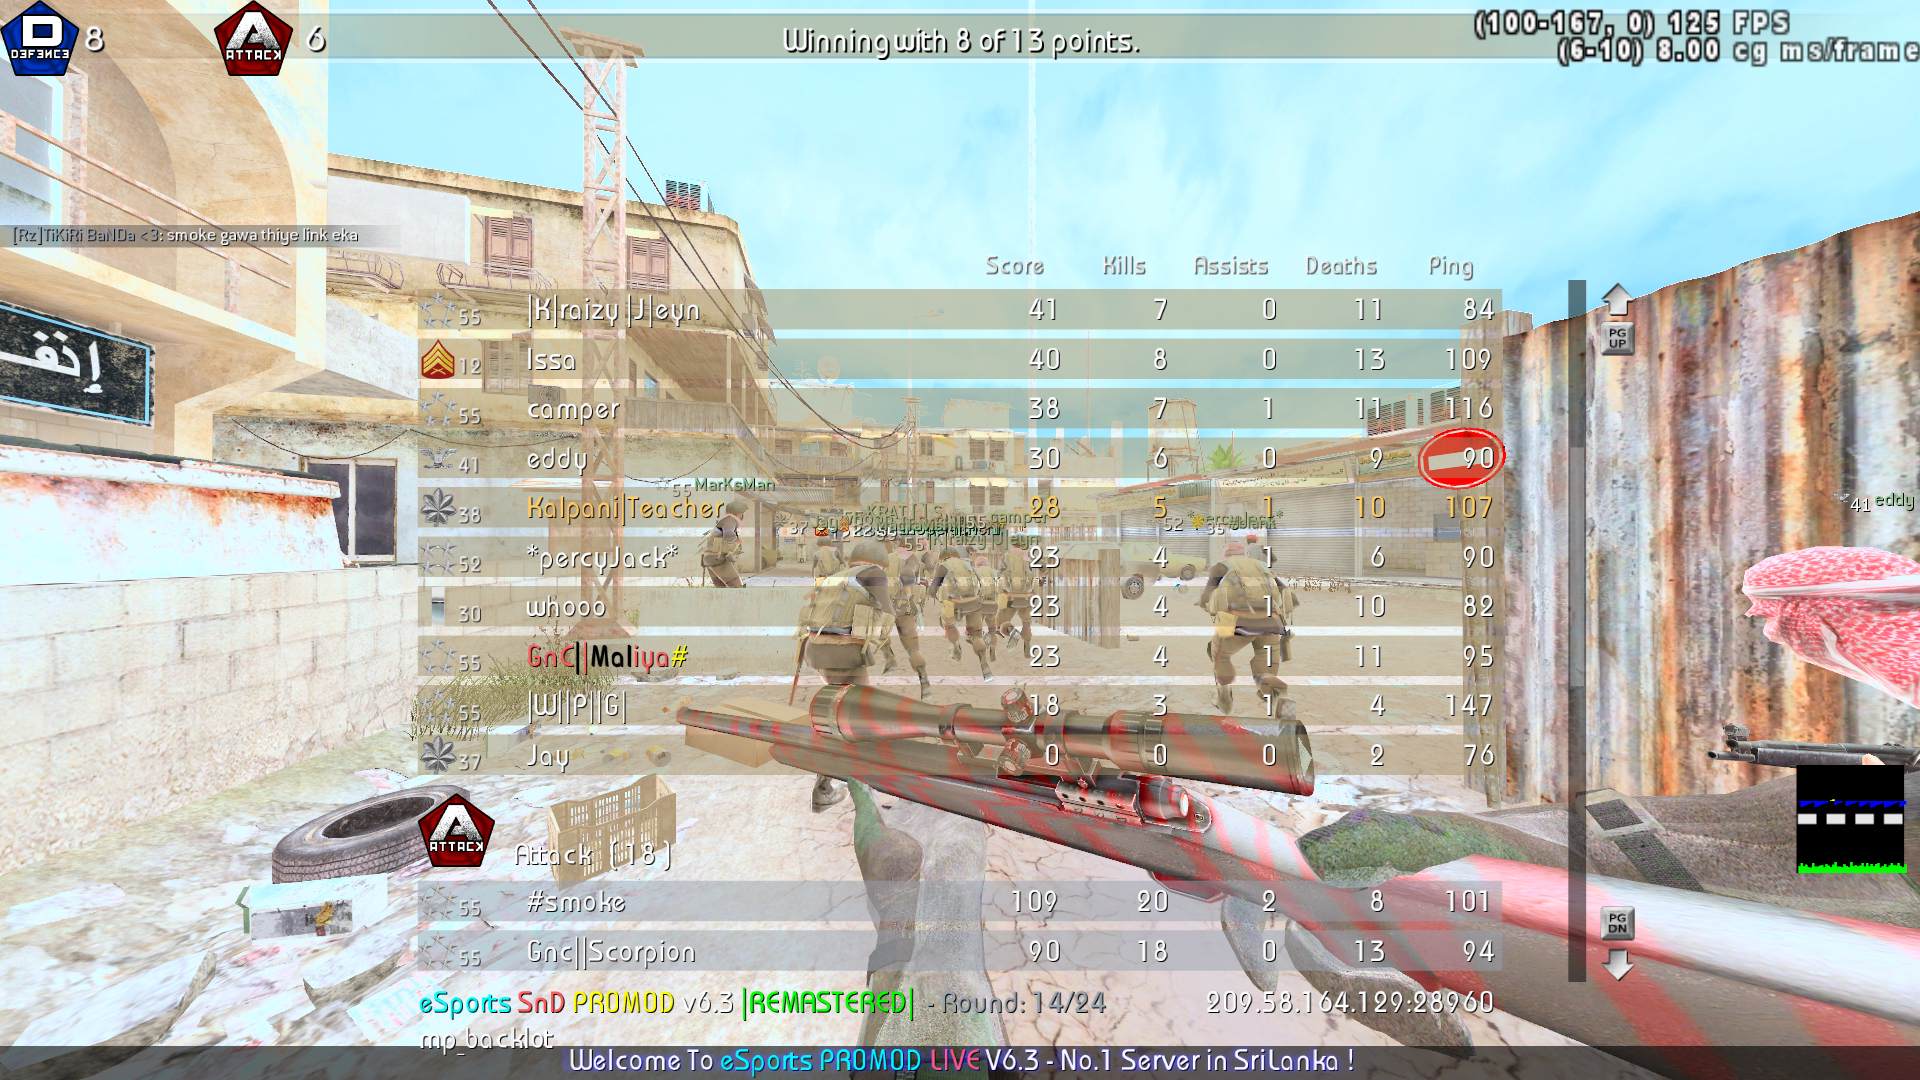 D3F3NC3 8 ATTACK 6 Winning with 8 of 13 points. (100-167, 0) 125 FPS
(6-10) 8.00 cg ms/frame
[Rz]TiKiRi BaNDa <3: smoke gawa thiye link eka
Score Kills Assists Deaths Ping
55 |K|raizy |J|eyn 41 7 0 11 84
PG UP
12 Issa 40 8 0 13 109
55 camper 38 7 1 11 116
41 eddy 30 6 0 9 90
55 MarKsMan
41 eddy
38 Kalpani|Teacher 28 5 1 10 107
52 *percyJack* 23 4 1 6 90
30 whooo 23 4 1 10 82
55 GnC||Maliya# 23 4 1 11 95
55 |W||P||G| 18 3 1 4 147
37 Jay 0 0 0 2 76
ATTACK Attack ( 18 )
55 #smoke 109 20 2 8 101
PG DN
55 Gnc||Scorpion 90 18 0 13 94
eSports SnD PROMOD v6.3 |REMASTERED| - Round: 14/24 209.58.164.129:28960
mp_backlot
Welcome To eSports PROMOD LIVE V6.3 - No.1 Server in SriLanka !